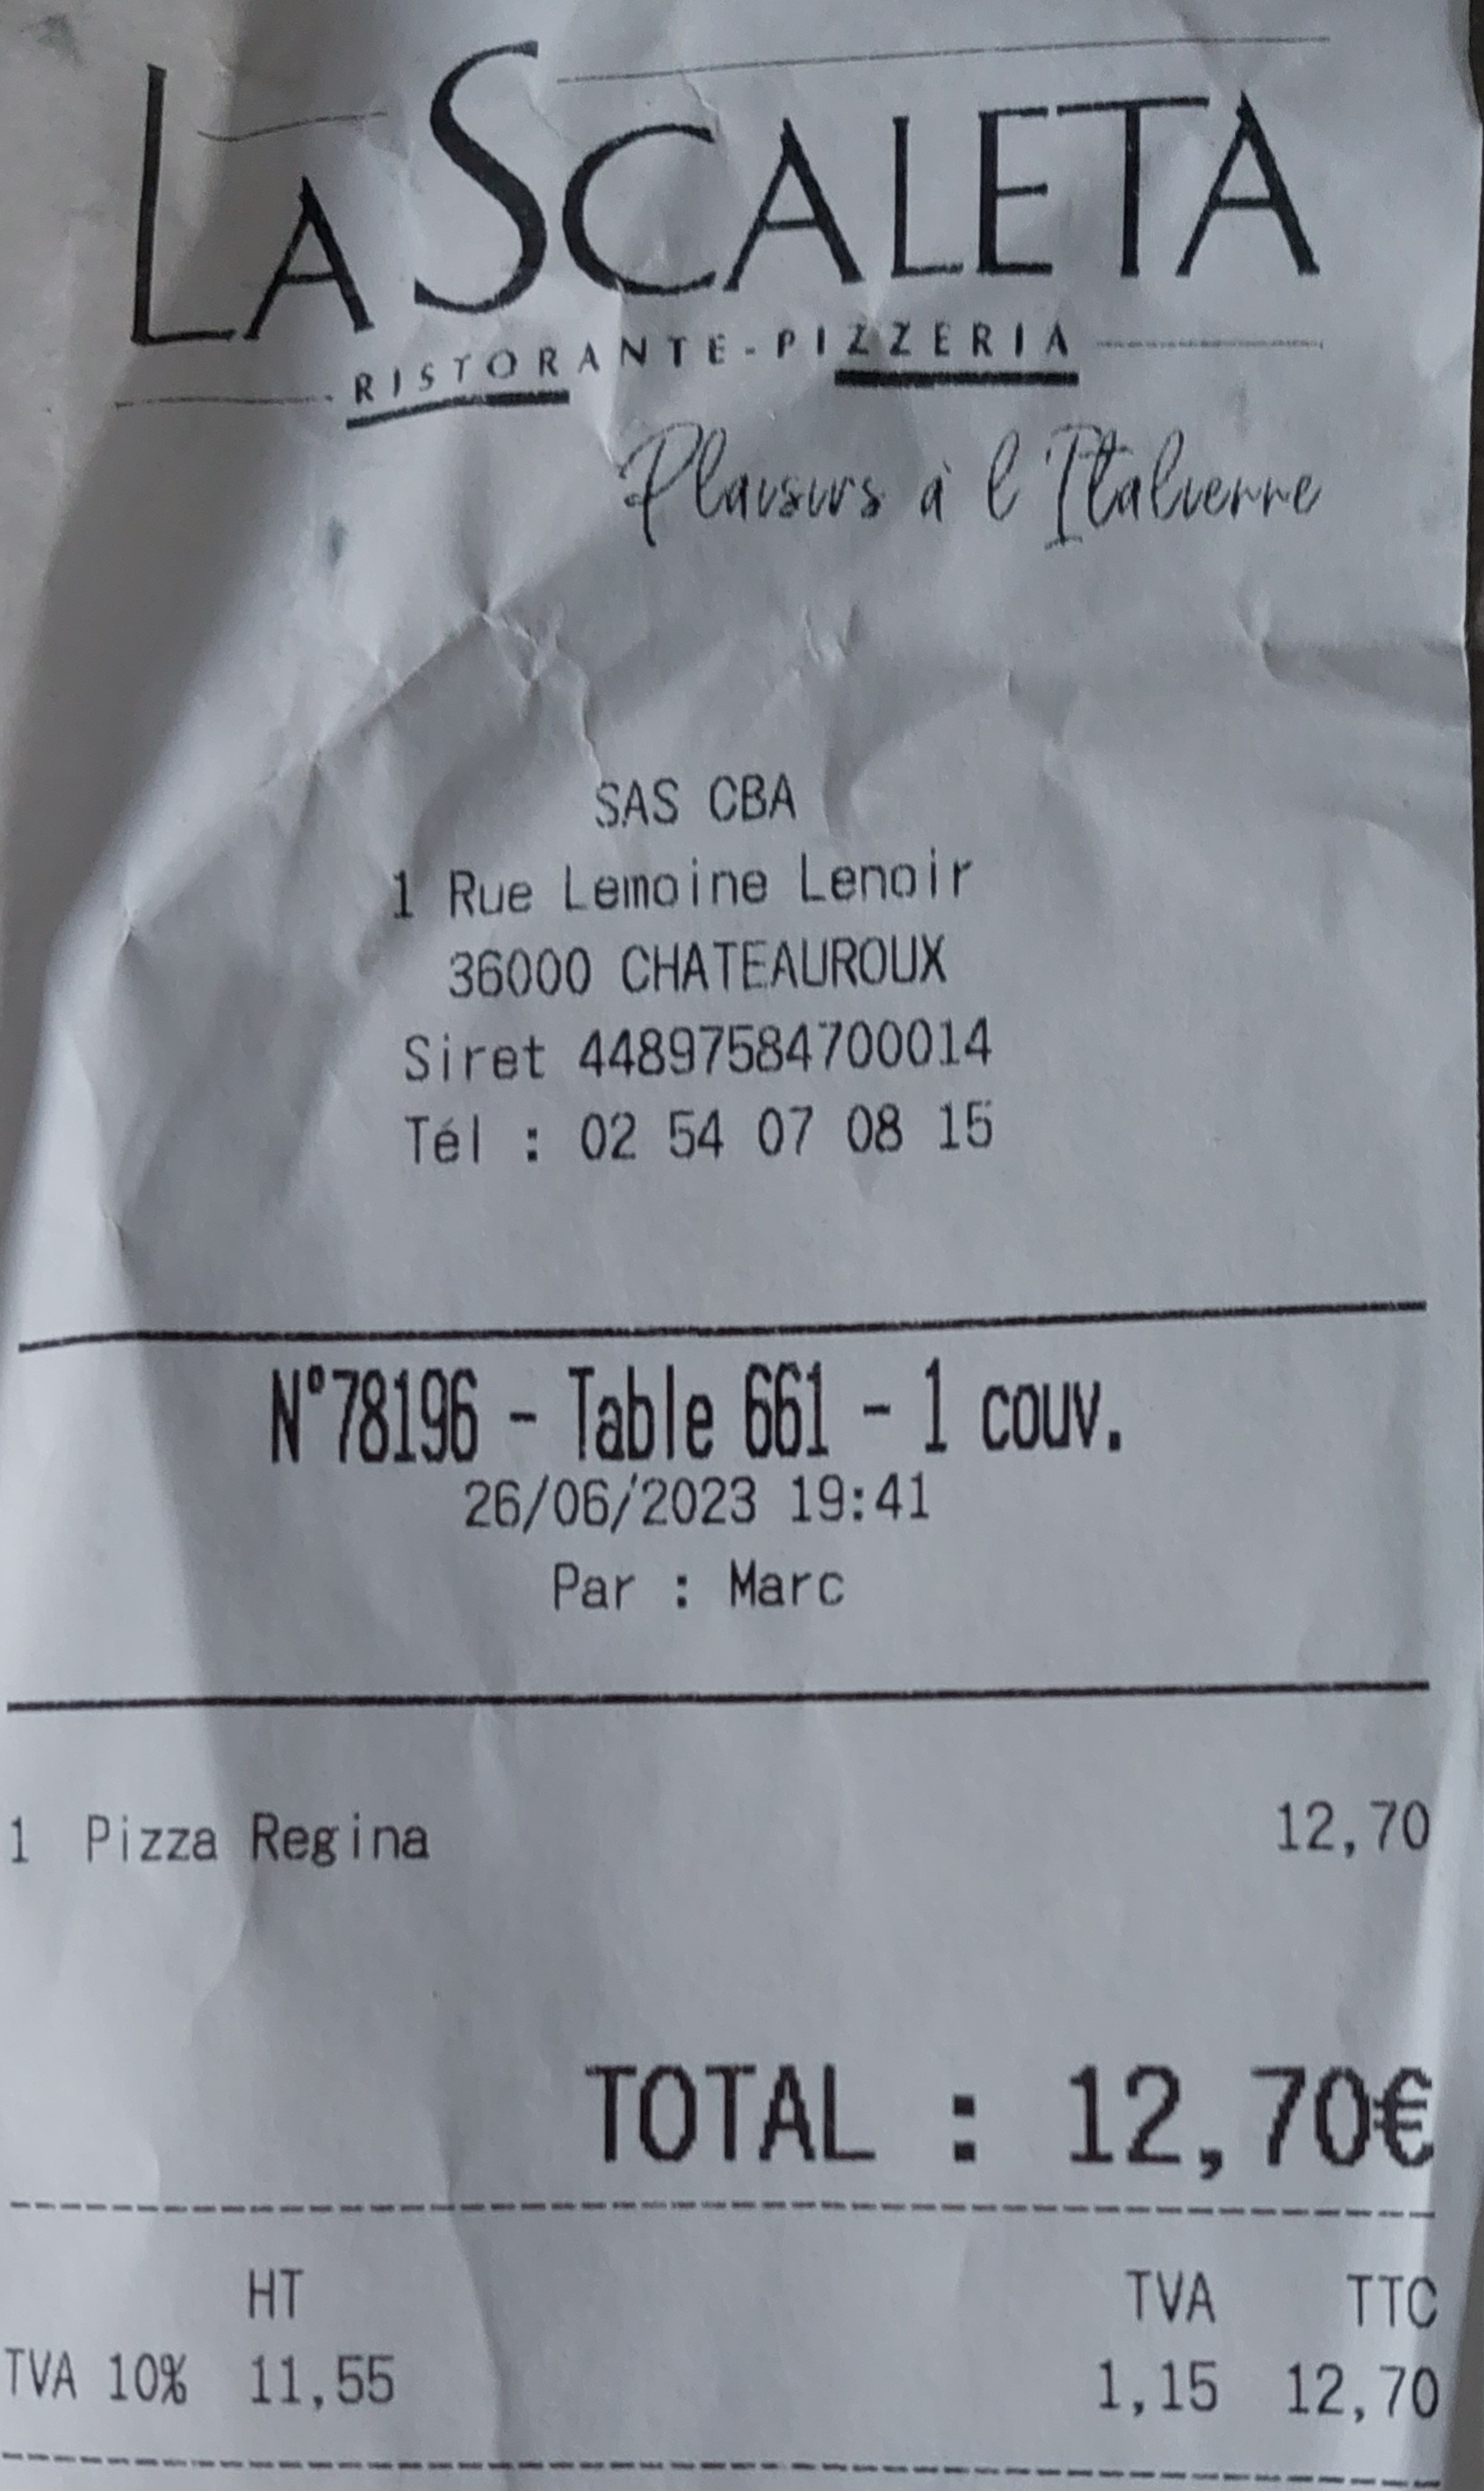 LA SCALETA
RISTORANTE-PIZZERIA
Plaisirs à l'Italienne
SAS CBA
1 Rue Lemoine Lenoir
36000 CHATEAUROUX
Siret 44897584700014
Tél : 02 54 07 08 15
N°78196 - Table 661 - 1 couv.
26/06/2023 19:41
Par : Marc
1 Pizza Regina 12,70
TOTAL : 12,70€
HT TVA TTC
TVA 10% 11,55 1,15 12,70